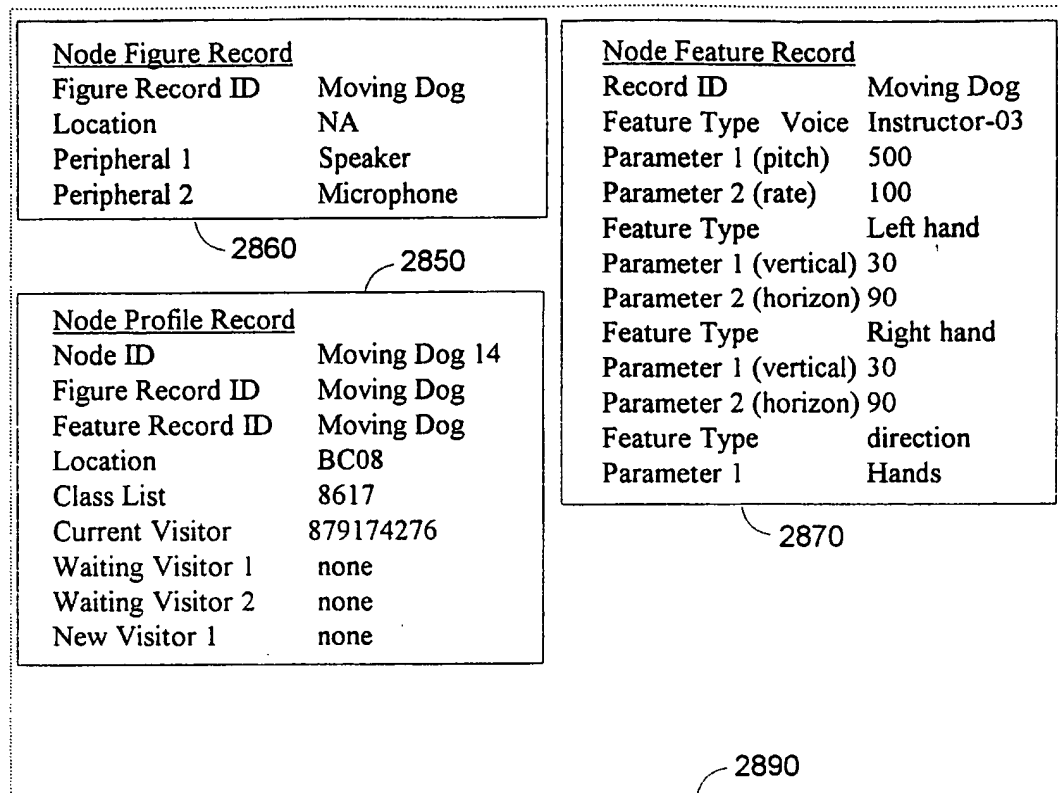 Node Figure Record
Figure Record ID Moving Dog
Location NA
Peripheral 1 Speaker
Peripheral 2 Microphone
2860
2850
Node Profile Record
Node ID Moving Dog 14
Figure Record ID Moving Dog
Feature Record ID Moving Dog
Location BC08
Class List 8617
Current Visitor 879174276
Waiting Visitor 1 none
Waiting Visitor 2 none
New Visitor 1 none
Node Feature Record
Record ID Moving Dog
Feature Type Voice Instructor-03
Parameter 1 (pitch) 500
Parameter 2 (rate) 100
Feature Type Left hand
Parameter 1 (vertical) 30
Parameter 2 (horizon) 90
Feature Type Right hand
Parameter 1 (vertical) 30
Parameter 2 (horizon) 90
Feature Type direction
Parameter 1 Hands
2870
2890